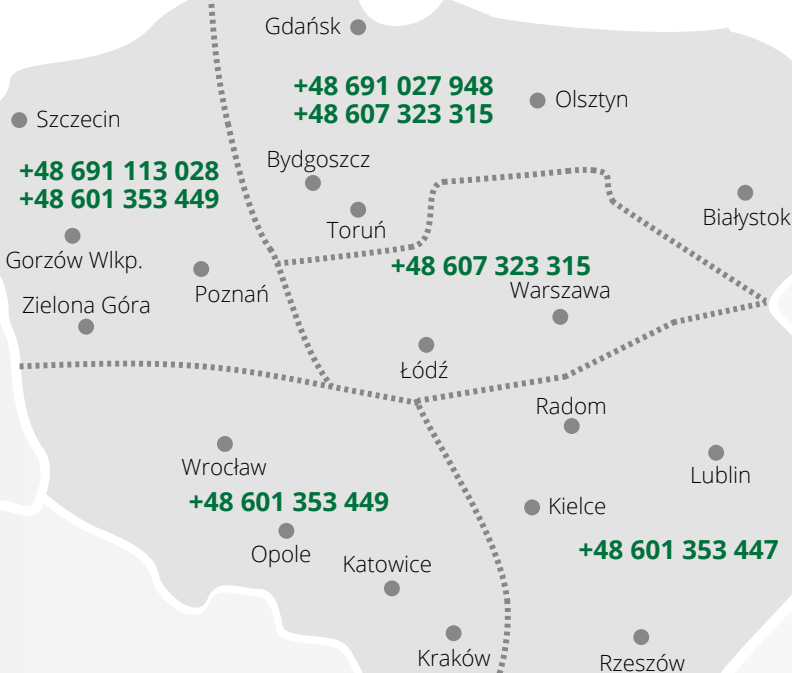 Gdańsk
+48 691 027 948
+48 607 323 315
Olsztyn
Szczecin
+48 691 113 028
+48 601 353 449
Bydgoszcz
Toruń
Białystok
Gorzów Wlkp.
Poznań
Zielona Góra
+48 607 323 315
Warszawa
Łódź
Radom
Wrocław
Lublin
+48 601 353 449
Kielce
Opole
Katowice
+48 601 353 447
Kraków
Rzeszów